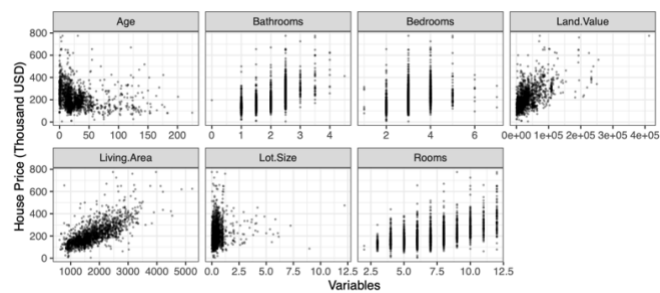 Age Bathrooms Bedrooms Land.Value
800
600
400
200
0
0 50 100 150 200 0 1 2 3 4 2 4 6 0e+00 1e+05 2e+05 3e+05 4e+05
House Price (Thousand USD)
Living.Area Lot.Size Rooms
800
600
400
200
0
1000 2000 3000 4000 5000 0.0 2.5 5.0 7.5 10.0 12.5 2.5 5.0 7.5 10.0 12.5
Variables